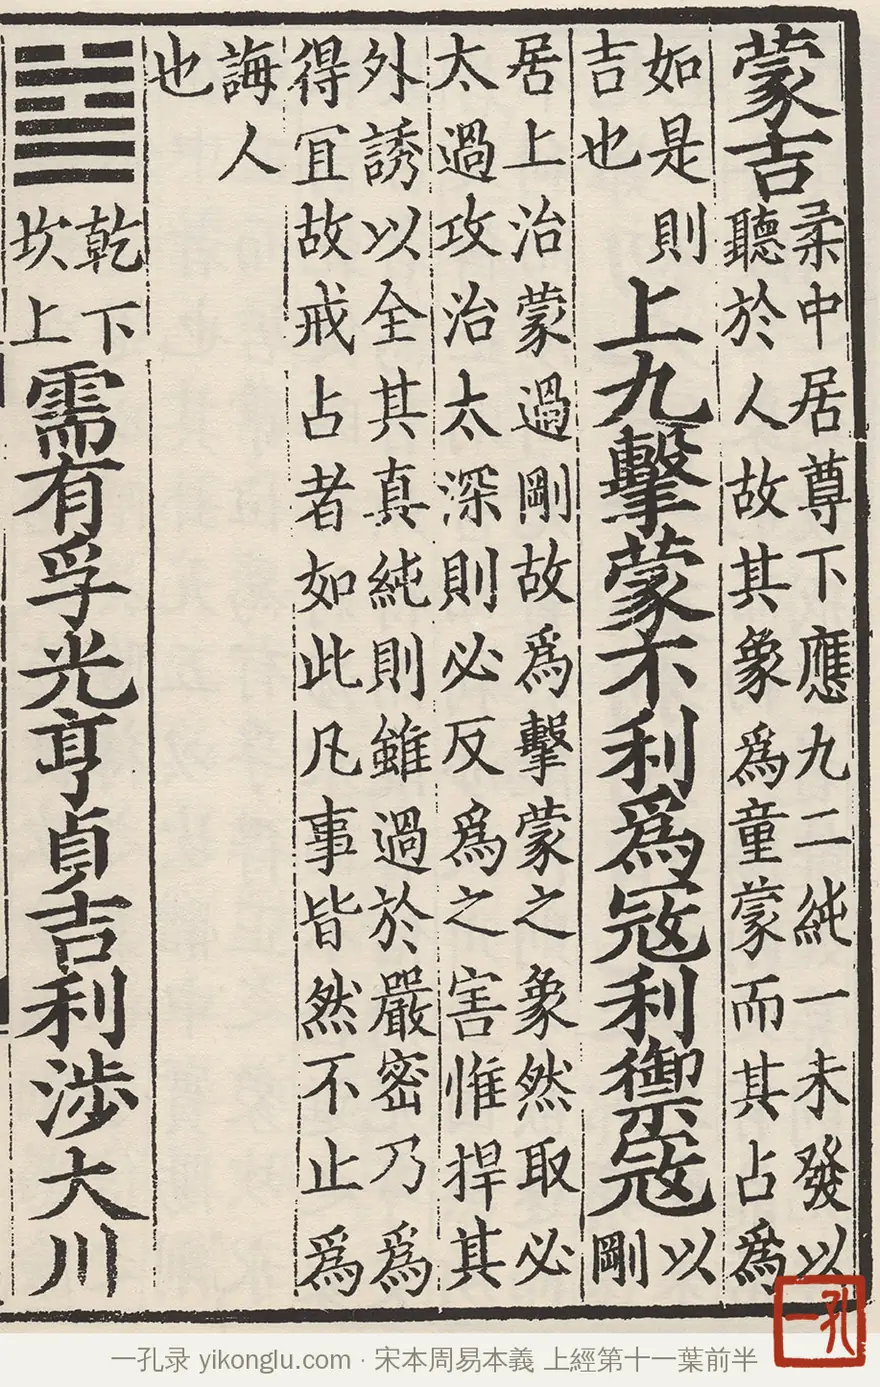 蒙吉
柔中居尊下應九二純一未發以
聽於人故其象爲童蒙而其占爲
如是則
吉也
上九擊蒙不利爲冦利禦冦
以
剛
居上治蒙過剛故爲擊蒙之象然取必
太過攻治太深則必反爲之害惟捍其
外誘以全其真純則雖過於嚴密乃爲
得冝故戒占者如此凡事皆然不止爲
誨人
也
乾下
坎上
需有孚光亨貞吉利涉大川
一孔
一孔录 yikonglu.com · 宋本周易本義 上經第十一葉前半